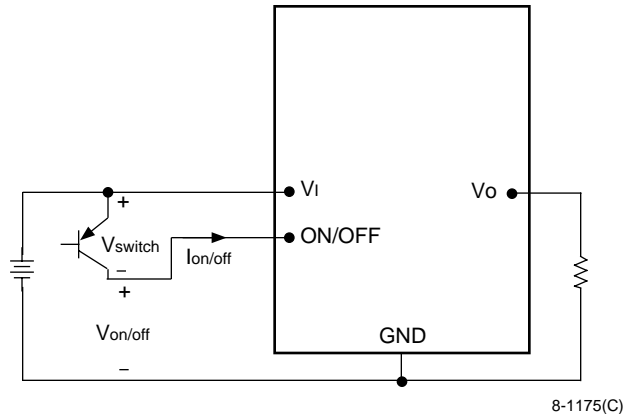 VI
Vo
+
Vswitch
ON/OFF
Ion/off
–
+
Von/off
GND
–
8-1175(C)